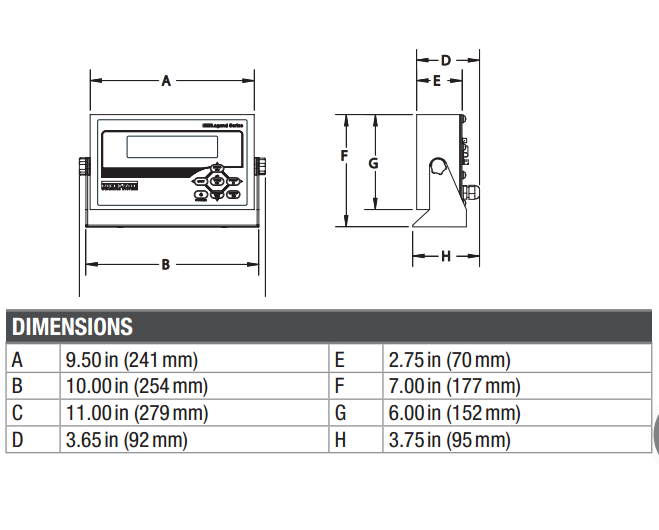 A
B
D
E
F
G
H
Legend Series
DIMENSIONS
A 9.50 in (241 mm) E 2.75 in (70 mm)
B 10.00 in (254 mm) F 7.00 in (177 mm)
C 11.00 in (279 mm) G 6.00 in (152 mm)
D 3.65 in (92 mm) H 3.75 in (95 mm)